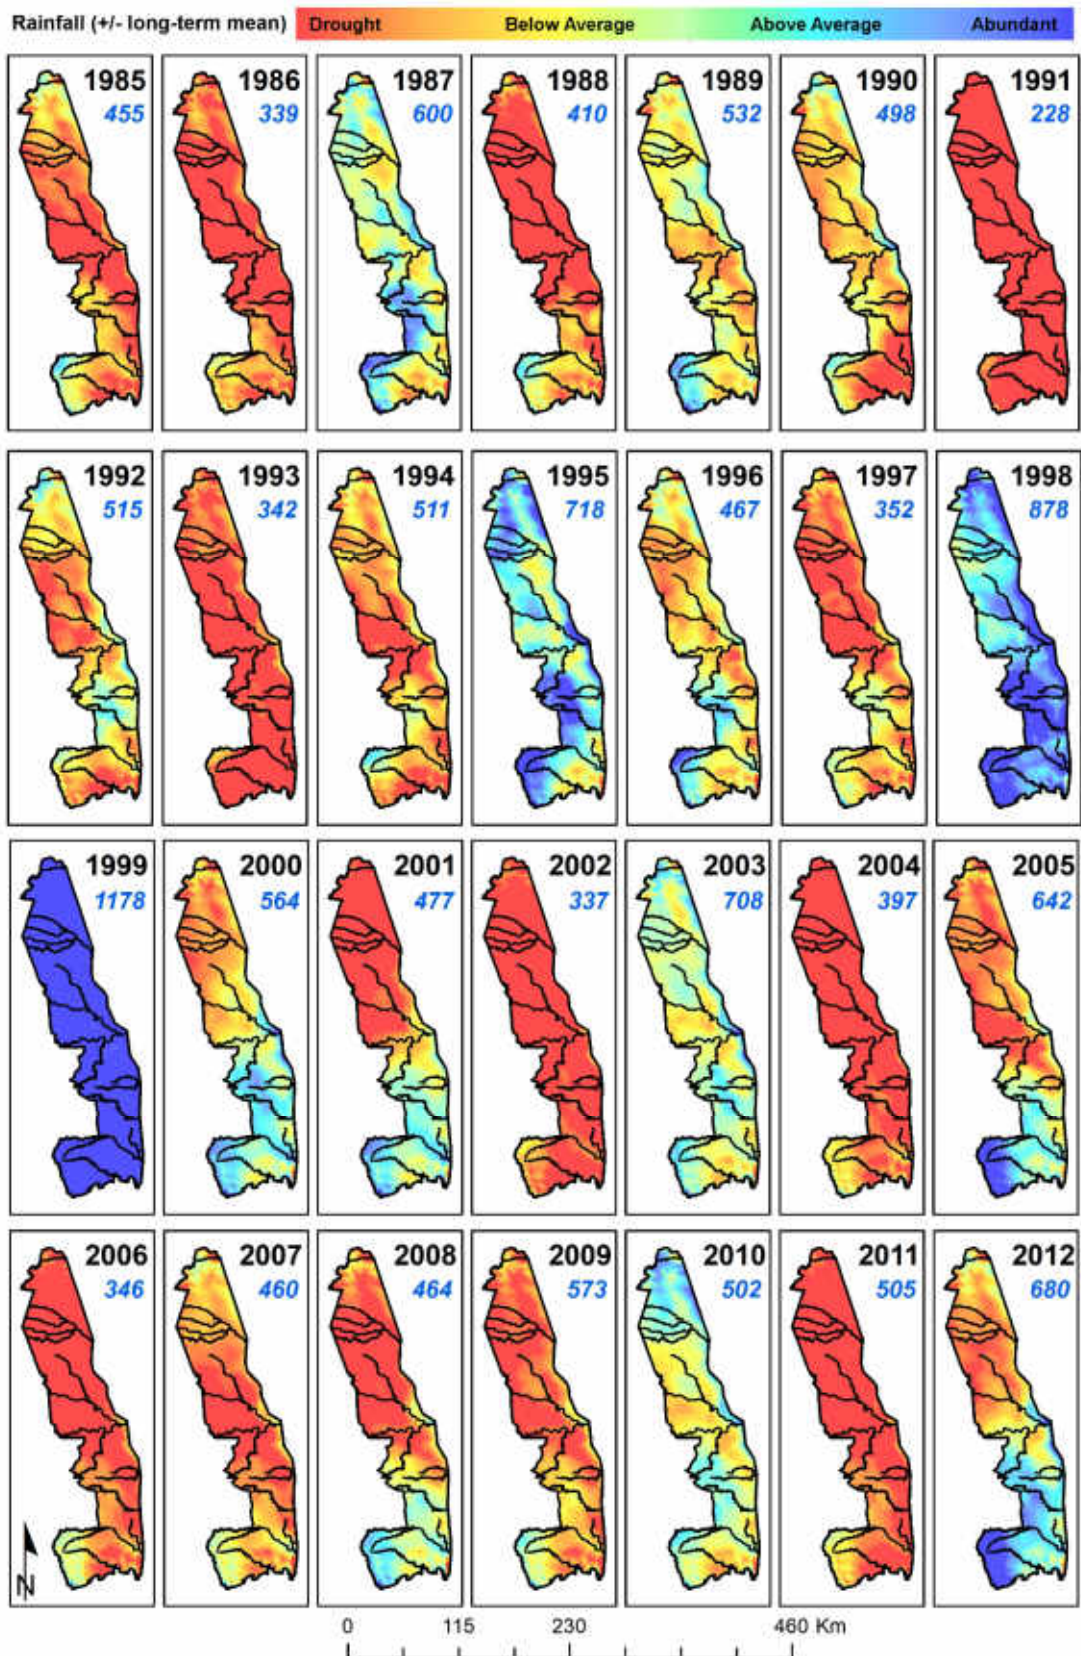 Rainfall (+/- long-term mean) Drought Below Average Above Average Abundant
1985 1986 1987 1988 1989 1990 1991
455 339 600 410 532 498 228
1992 1993 1994 1995 1996 1997 1998
515 342 511 718 467 352 878
1999 2000 2001 2002 2003 2004 2005
1178 564 477 337 708 397 642
2006 2007 2008 2009 2010 2011 2012
346 460 464 573 502 505 680
N
0 115 230 460 Km